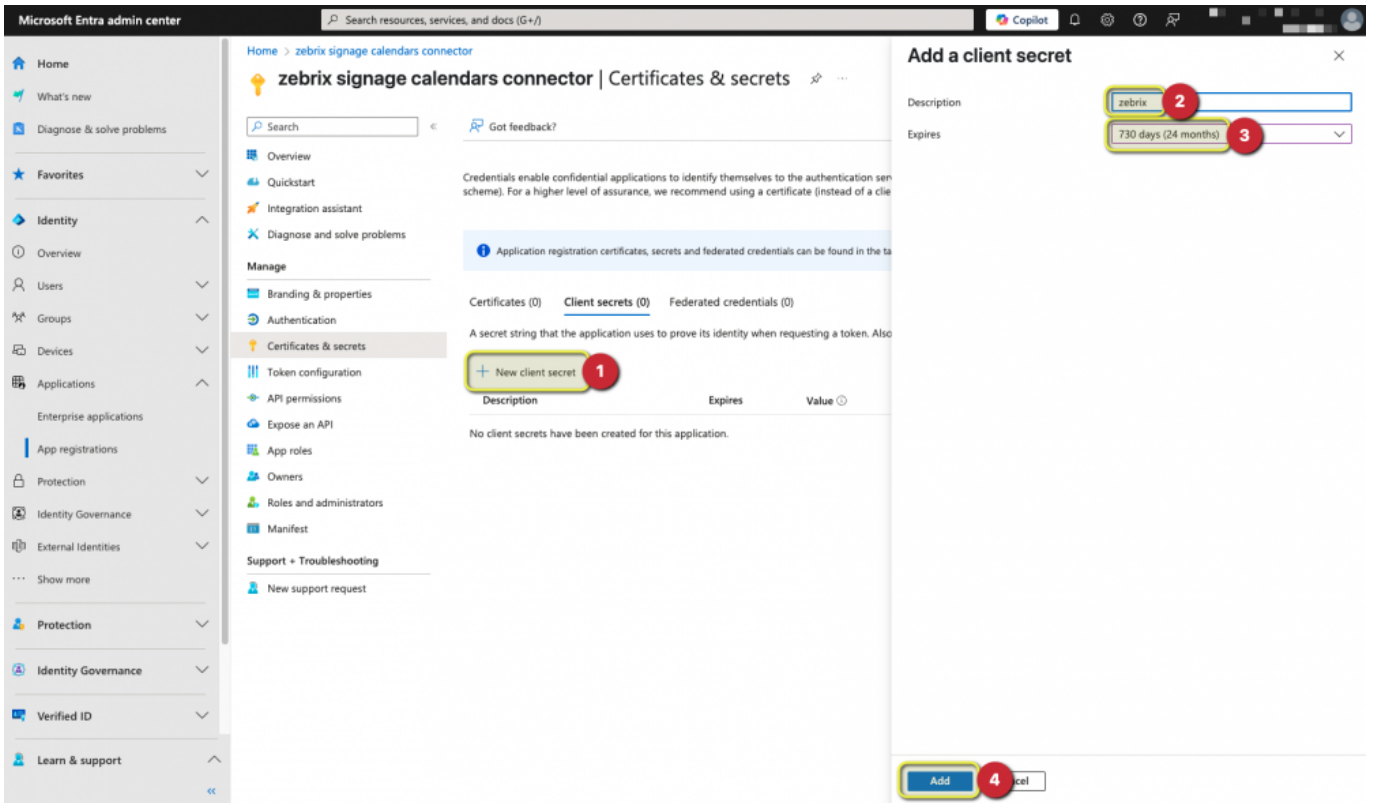 Microsoft Entra admin center
Search resources, services, and docs (G+/)
Copilot
Home
What's new
Diagnose & solve problems
Favorites
Identity
Overview
Users
Groups
Devices
Applications
Enterprise applications
App registrations
Protection
Identity Governance
External Identities
Show more
Protection
Identity Governance
Verified ID
Learn & support
Home > zebrix signage calendars connector
zebrix signage calendars connector | Certificates & secrets
Search
Got feedback?
Overview
Quickstart
Integration assistant
Diagnose and solve problems
Manage
Branding & properties
Authentication
Certificates & secrets
Token configuration
API permissions
Expose an API
App roles
Owners
Roles and administrators
Manifest
Support + Troubleshooting
New support request
Credentials enable confidential applications to identify themselves to the authentication ser
scheme). For a higher level of assurance, we recommend using a certificate (instead of a clie
Application registration certificates, secrets and federated credentials can be found in the ta
Certificates (0) Client secrets (0) Federated credentials (0)
A secret string that the application uses to prove its identity when requesting a token. Also
+ New client secret 1
Description Expires Value
No client secrets have been created for this application.
Add a client secret
Description zebrix 2
Expires 730 days (24 months) 3
Add 4 cel